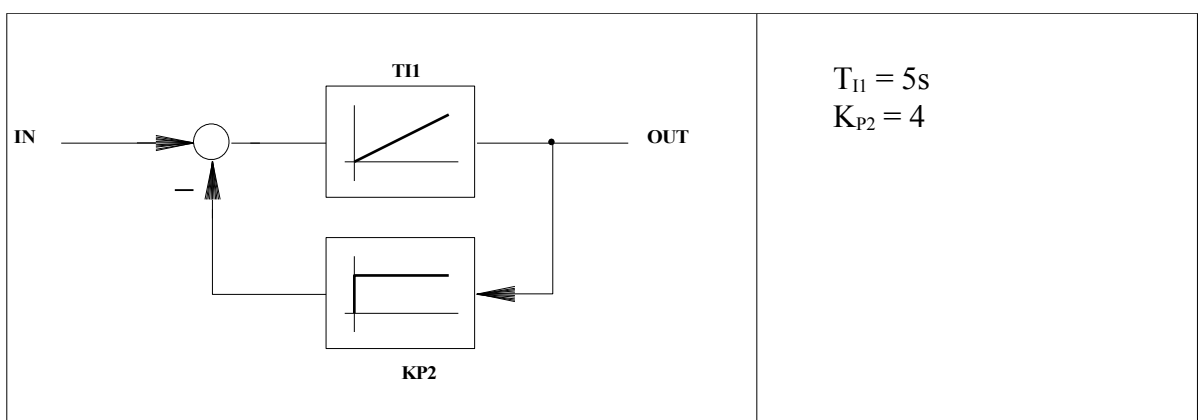 TI1
IN
OUT
–
KP2
T_I1 = 5s
K_P2 = 4